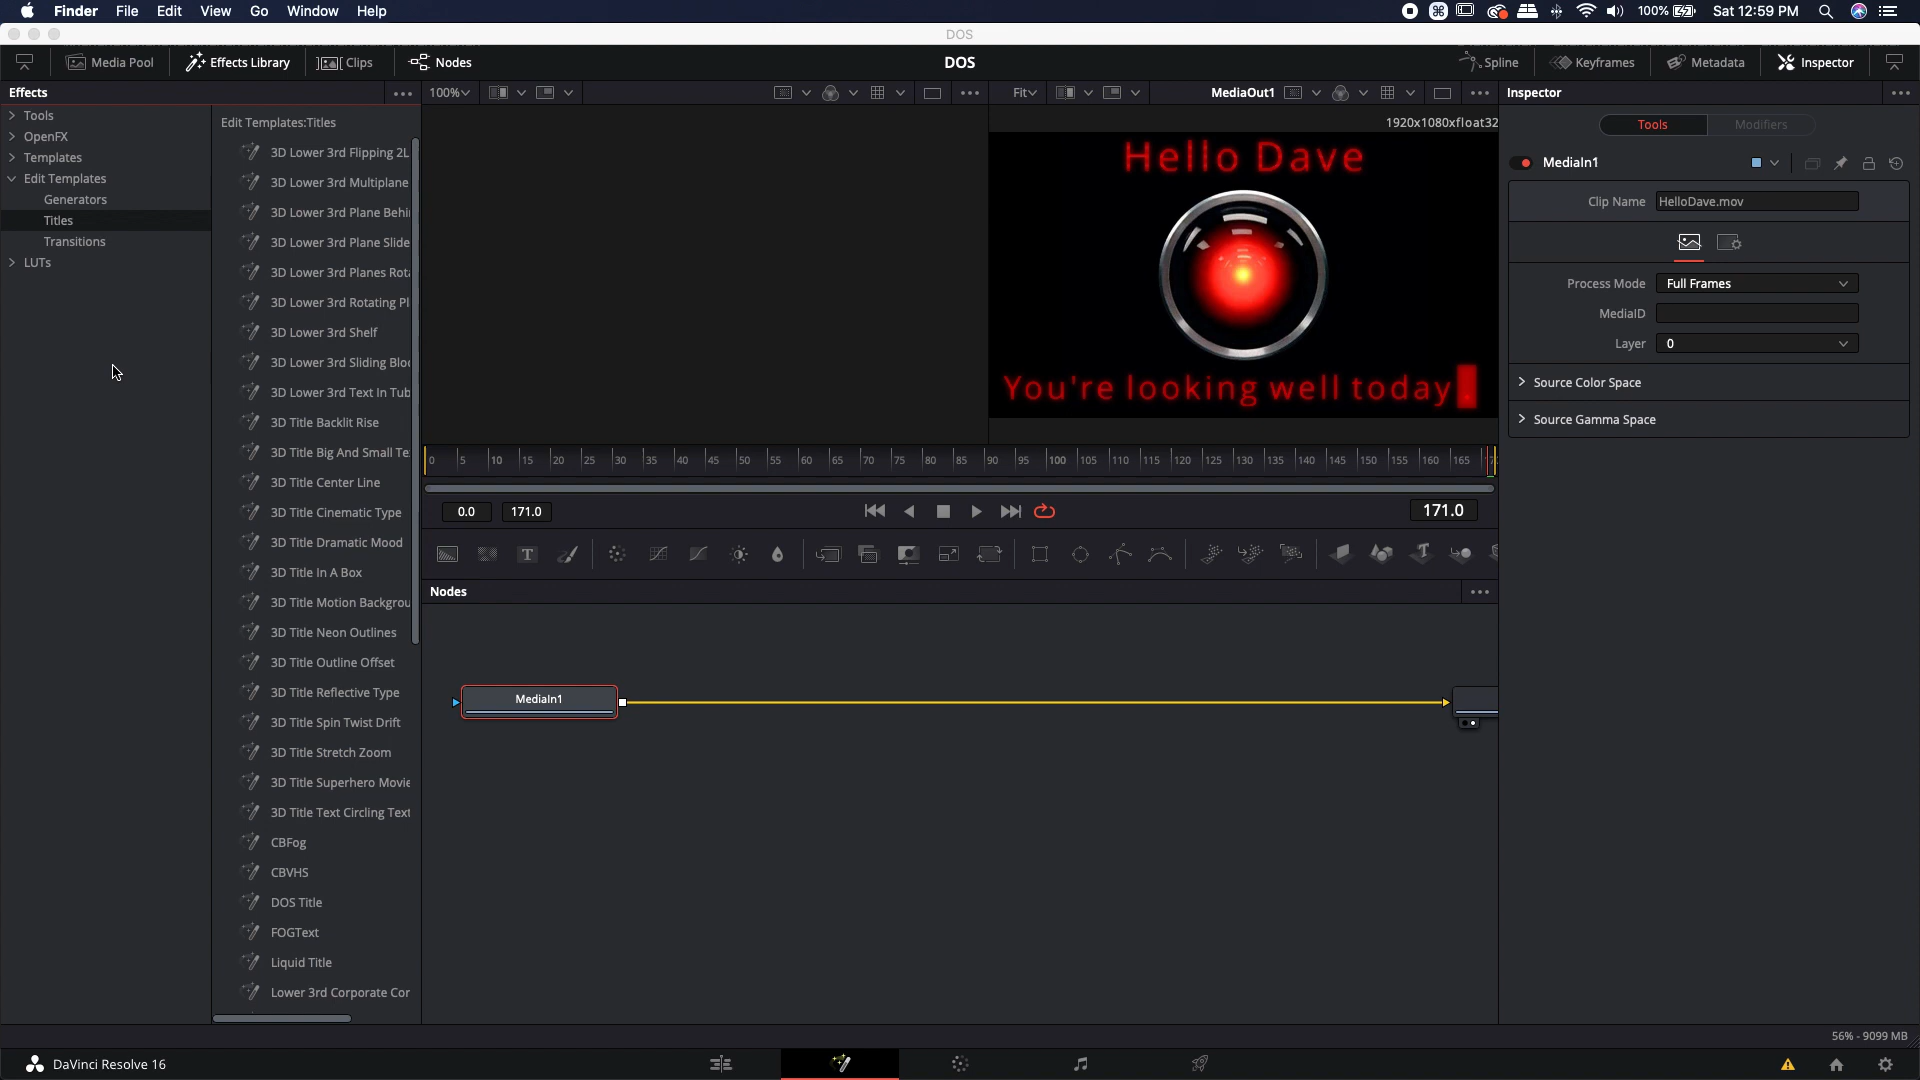 Finder File Edit View Go Window Help 100% Sat 12:59 PM
DOS
Media Pool Effects Library Clips Nodes DOS Spline Keyframes Metadata Inspector
Effects 100% Fit MediaOut1 Inspector
Tools
OpenFX
Templates
Edit Templates
Generators
Titles
Transitions
LUTs
Edit Templates:Titles
3D Lower 3rd Flipping 2L
3D Lower 3rd Multiplane
3D Lower 3rd Plane Behi
3D Lower 3rd Plane Slide
3D Lower 3rd Planes Rota
3D Lower 3rd Rotating Pl
3D Lower 3rd Shelf
3D Lower 3rd Sliding Bloc
3D Lower 3rd Text In Tub
3D Title Backlit Rise
3D Title Big And Small Te
3D Title Center Line
3D Title Cinematic Type
3D Title Dramatic Mood
3D Title In A Box
3D Title Motion Backgrou
3D Title Neon Outlines
3D Title Outline Offset
3D Title Reflective Type
3D Title Spin Twist Drift
3D Title Stretch Zoom
3D Title Superhero Movie
3D Title Text Circling Text
CBFog
CBVHS
DOS Title
FOGText
Liquid Title
Lower 3rd Corporate Cor
1920x1080xfloat32
Hello Dave
You're looking well today.
0 5 10 15 20 25 30 35 40 45 50 55 60 65 70 75 80 85 90 95 100 105 110 115 120 125 130 135 140 145 150 155 160 165
0.0 171.0 171.0
Nodes
MediaIn1
Tools Modifiers
MediaIn1
Clip Name HelloDave.mov
Process Mode Full Frames
MediaID
Layer 0
Source Color Space
Source Gamma Space
56% - 9099 MB
DaVinci Resolve 16